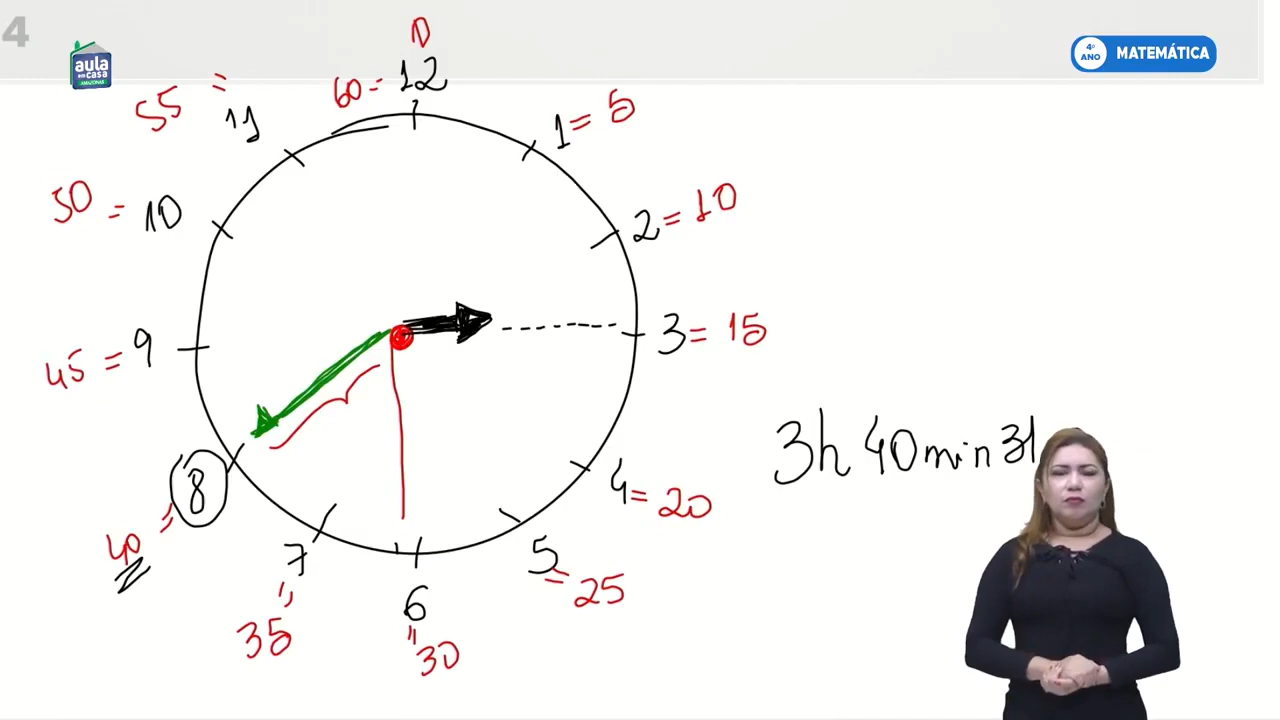 4
aula
em casa
AMAZONAS
4º
ANO
MATEMÁTICA
0
60 = 12
1 = 5
2 = 10
3 = 15
4 = 20
5 = 25
6 = 30
7 = 35
8 = 40
9 = 45
10 = 50
11 = 55
3h 40min 31